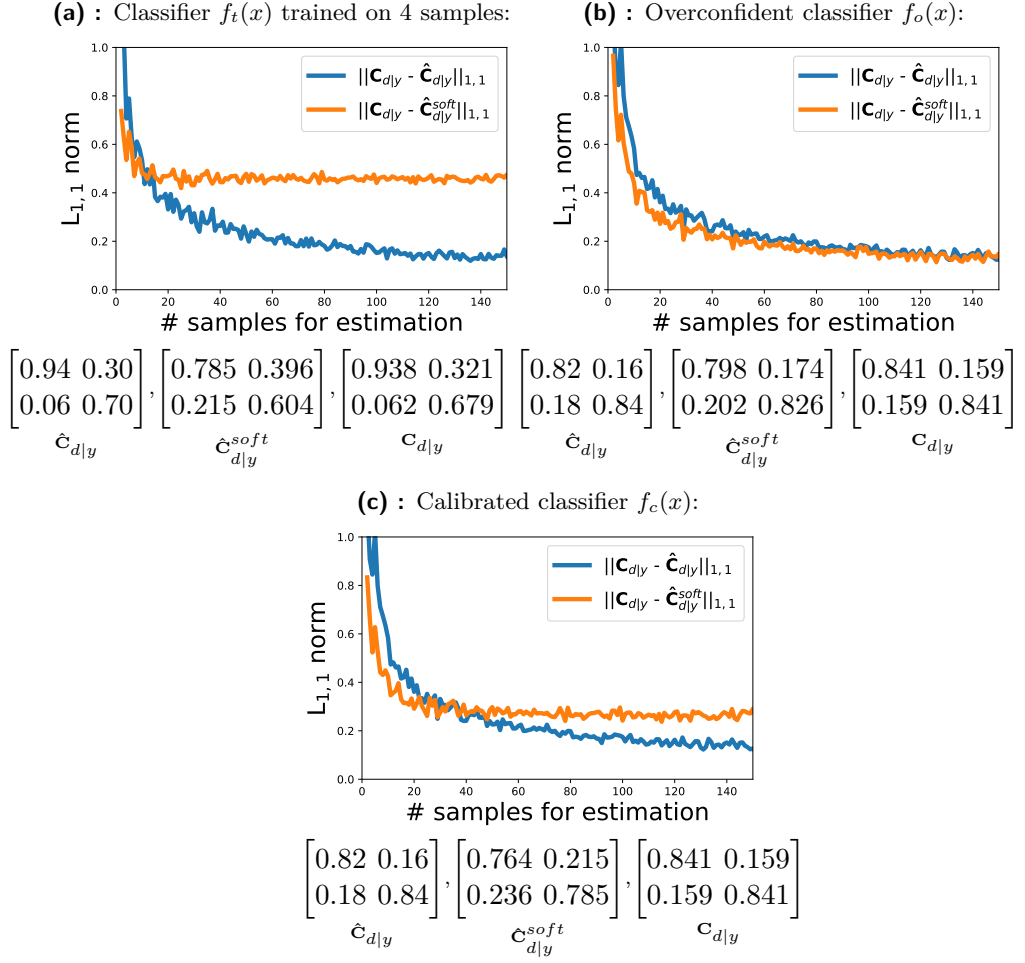 (a) : Classifier f_t(x) trained on 4 samples:
1.0
0.8
0.6
0.4
0.2
0.0
L_{1,1} norm
||C_{d|y} - Ĉ_{d|y}||_{1,1}
||C_{d|y} - Ĉ^{soft}_{d|y}||_{1,1}
0 20 40 60 80 100 120 140
# samples for estimation
[0.94 0.30
0.06 0.70],
Ĉ_{d|y}
[0.785 0.396
0.215 0.604],
Ĉ^{soft}_{d|y}
[0.938 0.321
0.062 0.679]
C_{d|y}
(b) : Overconfident classifier f_o(x):
1.0
0.8
0.6
0.4
0.2
0.0
L_{1,1} norm
||C_{d|y} - Ĉ_{d|y}||_{1,1}
||C_{d|y} - Ĉ^{soft}_{d|y}||_{1,1}
0 20 40 60 80 100 120 140
# samples for estimation
[0.82 0.16
0.18 0.84],
Ĉ_{d|y}
[0.798 0.174
0.202 0.826],
Ĉ^{soft}_{d|y}
[0.841 0.159
0.159 0.841]
C_{d|y}
(c) : Calibrated classifier f_c(x):
1.0
0.8
0.6
0.4
0.2
0.0
L_{1,1} norm
||C_{d|y} - Ĉ_{d|y}||_{1,1}
||C_{d|y} - Ĉ^{soft}_{d|y}||_{1,1}
0 20 40 60 80 100 120 140
# samples for estimation
[0.82 0.16
0.18 0.84],
Ĉ_{d|y}
[0.764 0.215
0.236 0.785],
Ĉ^{soft}_{d|y}
[0.841 0.159
0.159 0.841]
C_{d|y}